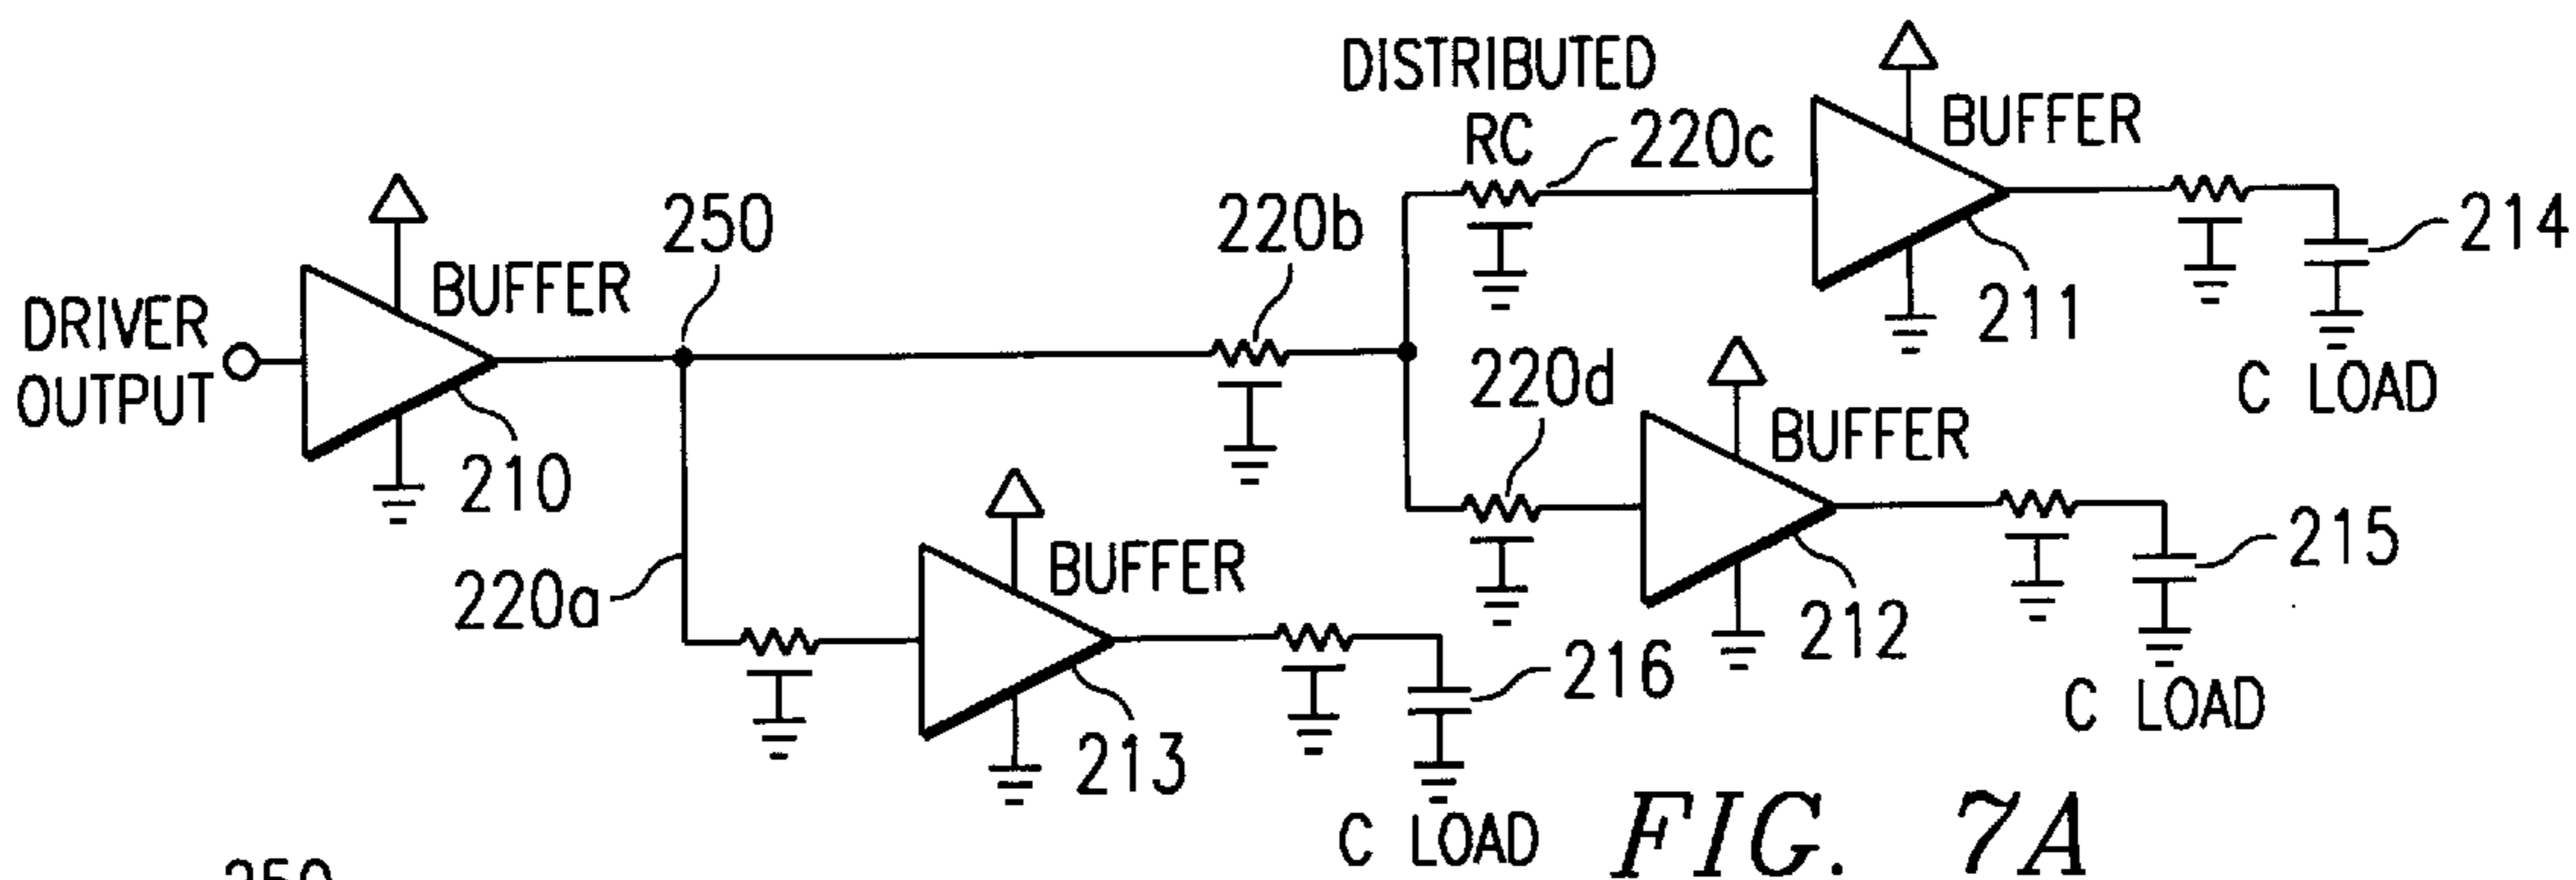 DISTRIBUTED
RC
220c
BUFFER
250
220b
214
BUFFER
DRIVER
OUTPUT
211
220d
C LOAD
BUFFER
210
215
BUFFER
220a
212
216
C LOAD
213
C LOAD
FIG. 7A